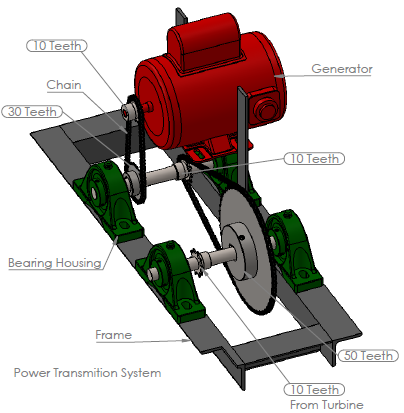 10 Teeth
Generator
Chain
30 Teeth
10 Teeth
Bearing Housing
Frame
50 Teeth
Power Transmition System
10 Teeth
From Turbine